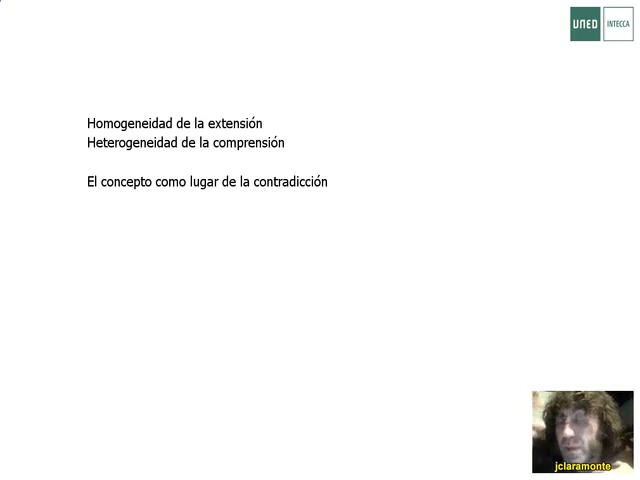 UNED
INTECCA
Homogeneidad de la extensión
Heterogeneidad de la comprensión
El concepto como lugar de la contradicción
jclaramonte